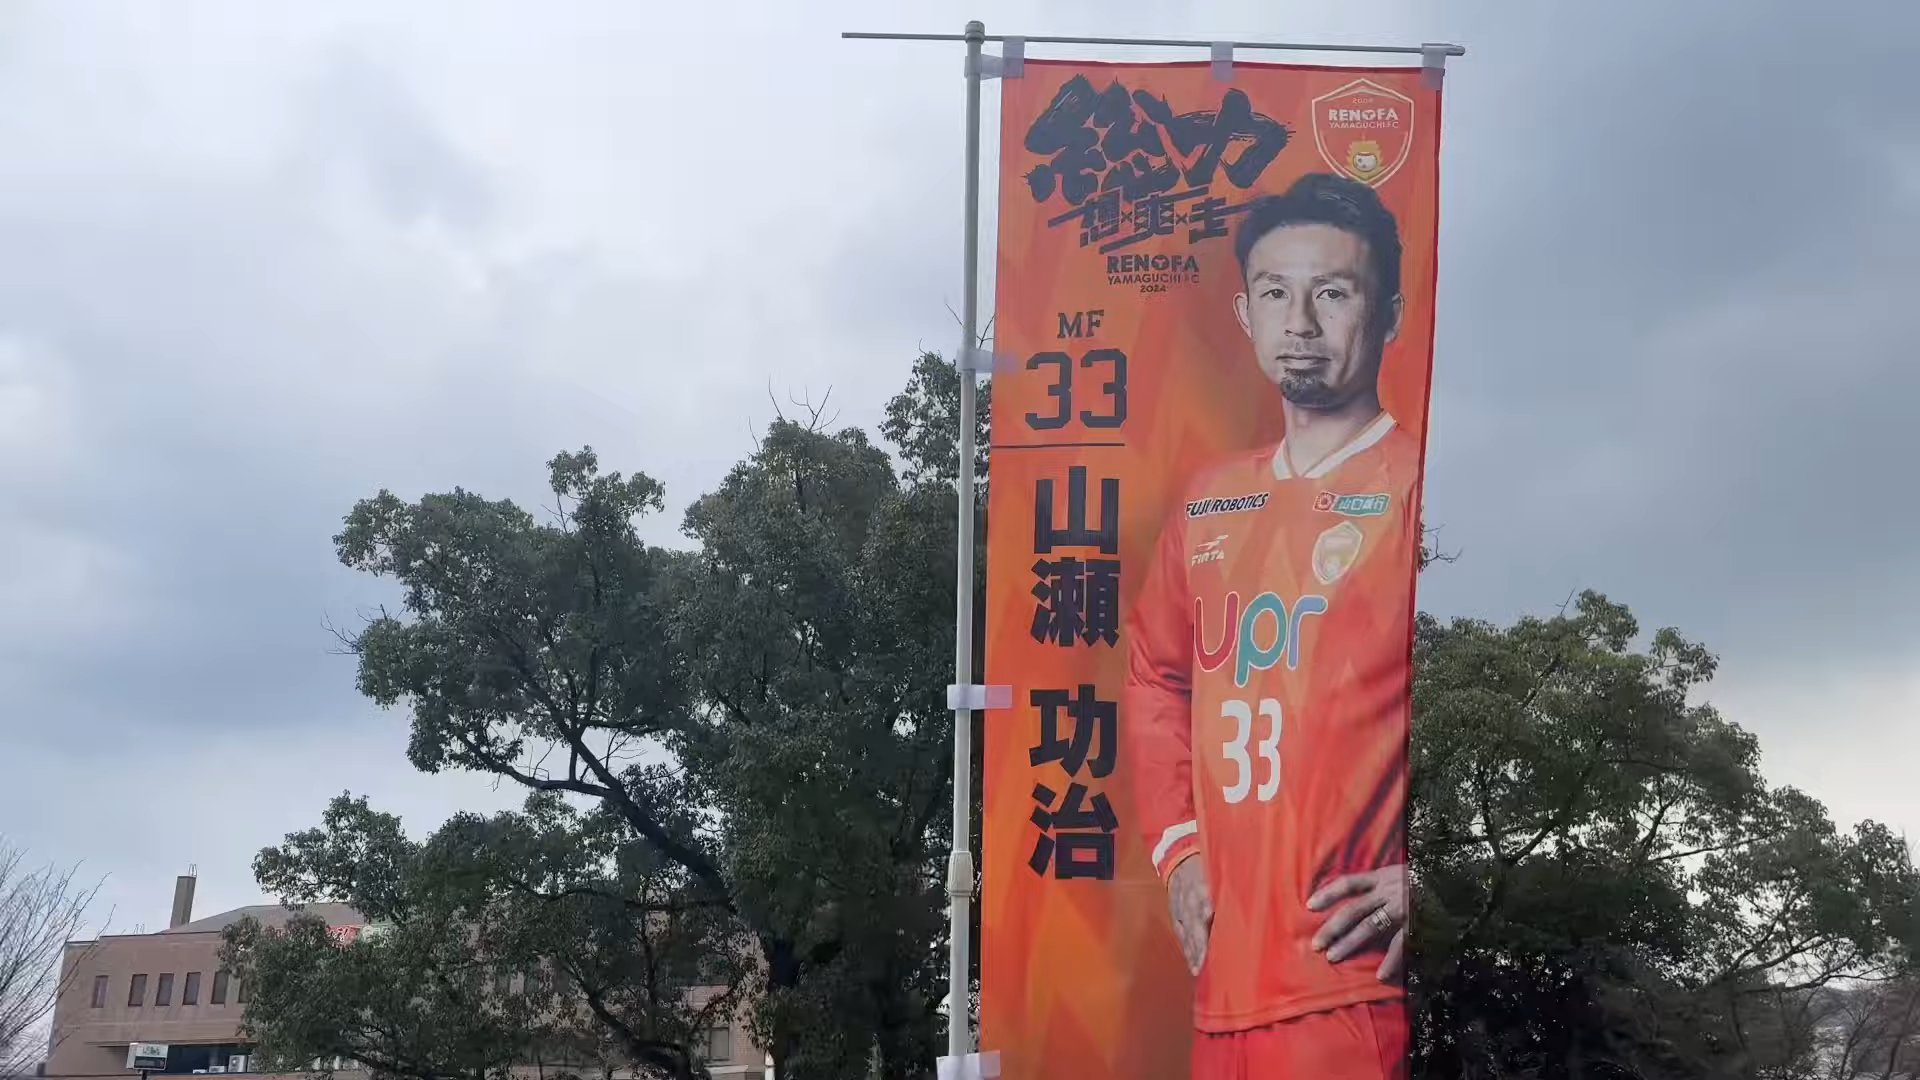 総力
想×爽×走
RENOFA
YAMAGUCHI FC
2024
2006
RENOFA
YAMAGUCHI FC
MF
33
山瀬 功治
FUJI ROBOTICS
山口銀行
FINTA
upr
33